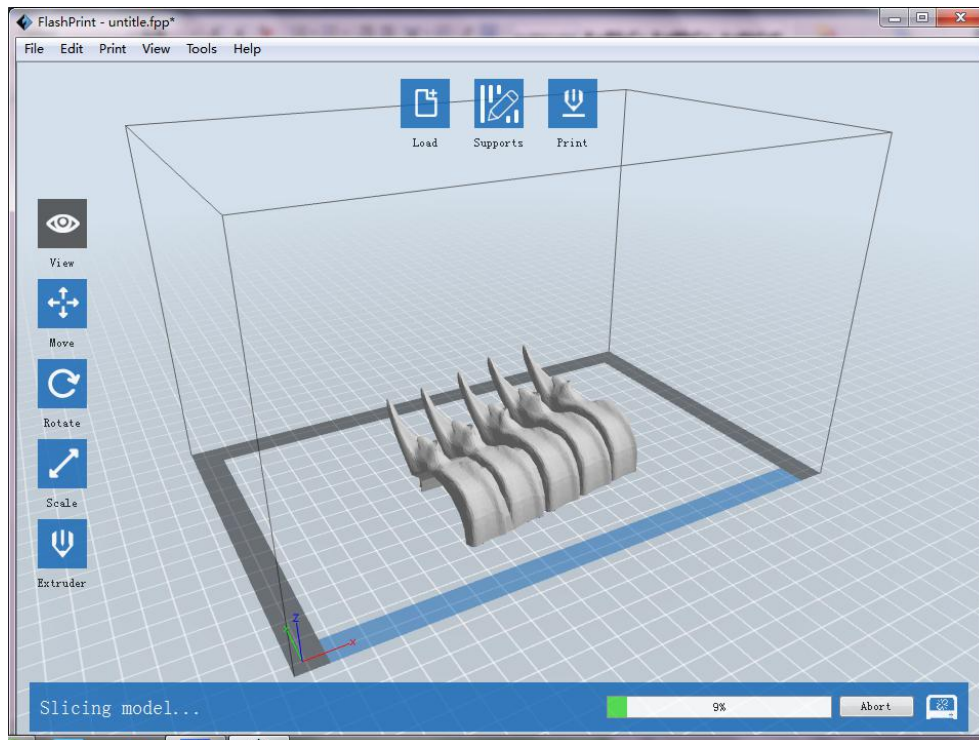 FlashPrint - untitle.fpp*
File Edit Print View Tools Help
Load Supports Print
View
Move
Rotate
Scale
Extruder
Z
x
Slicing model...
9%
Abort